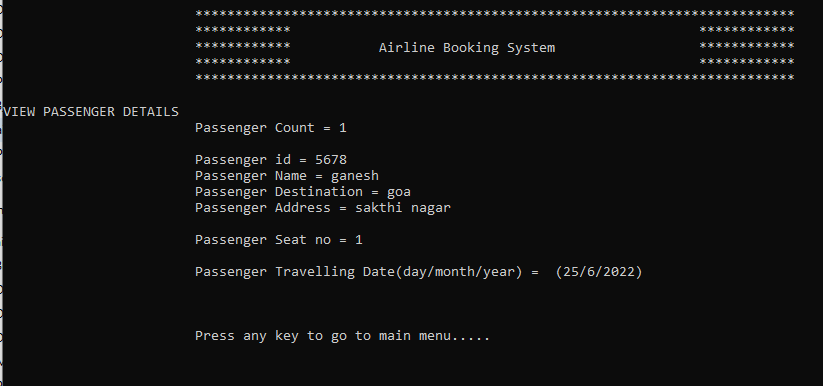 ***************************************************************************
************ ************
************ Airline Booking System ************
************ ************
***************************************************************************
VIEW PASSENGER DETAILS
Passenger Count = 1
Passenger id = 5678
Passenger Name = ganesh
Passenger Destination = goa
Passenger Address = sakthi nagar
Passenger Seat no = 1
Passenger Travelling Date(day/month/year) =  (25/6/2022)
Press any key to go to main menu.....